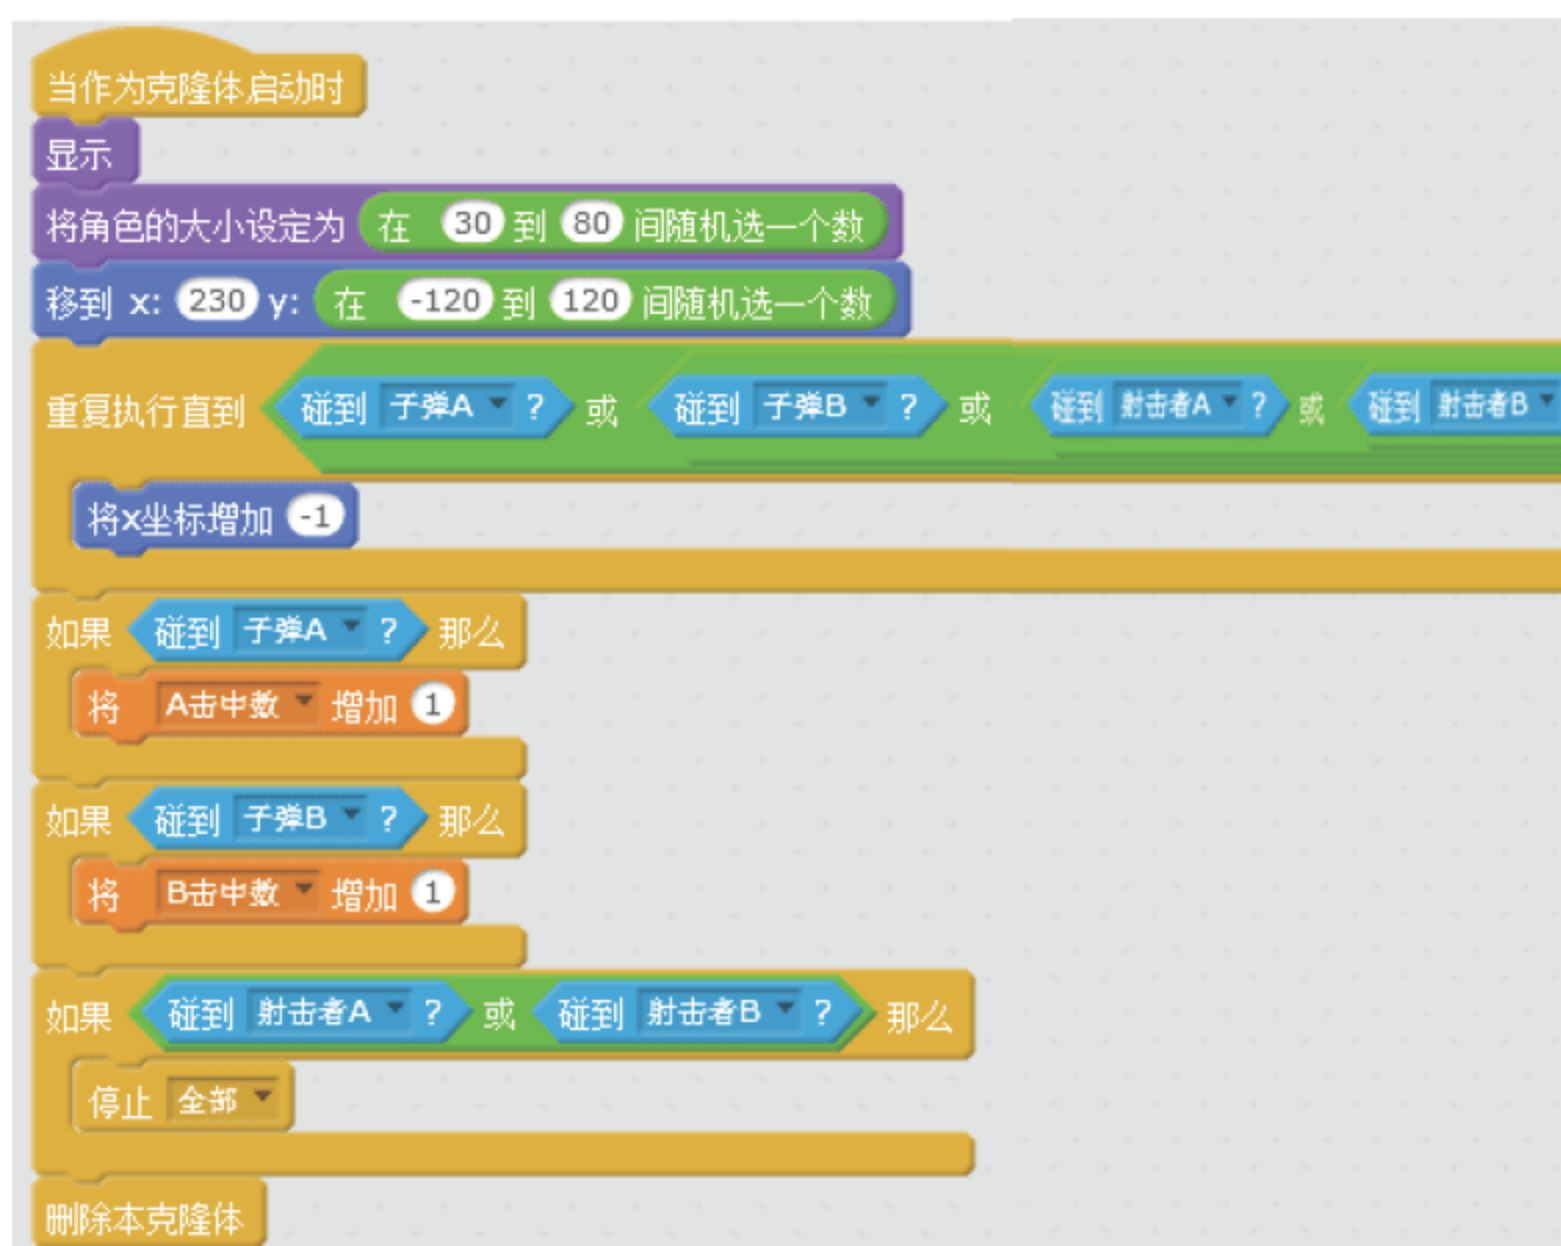 当作为克隆体启动时
显示
将角色的大小设定为 在 30 到 80 间随机选一个数
移到 x: 230 y: 在 -120 到 120 间随机选一个数
重复执行直到 碰到 子弹A ? 或 碰到 子弹B ? 或 碰到 射击者A ? 或 碰到 射击者B
将x坐标增加 -1
如果 碰到 子弹A ? 那么
将 A击中数 增加 1
如果 碰到 子弹B ? 那么
将 B击中数 增加 1
如果 碰到 射击者A ? 或 碰到 射击者B ? 那么
停止 全部
删除本克隆体